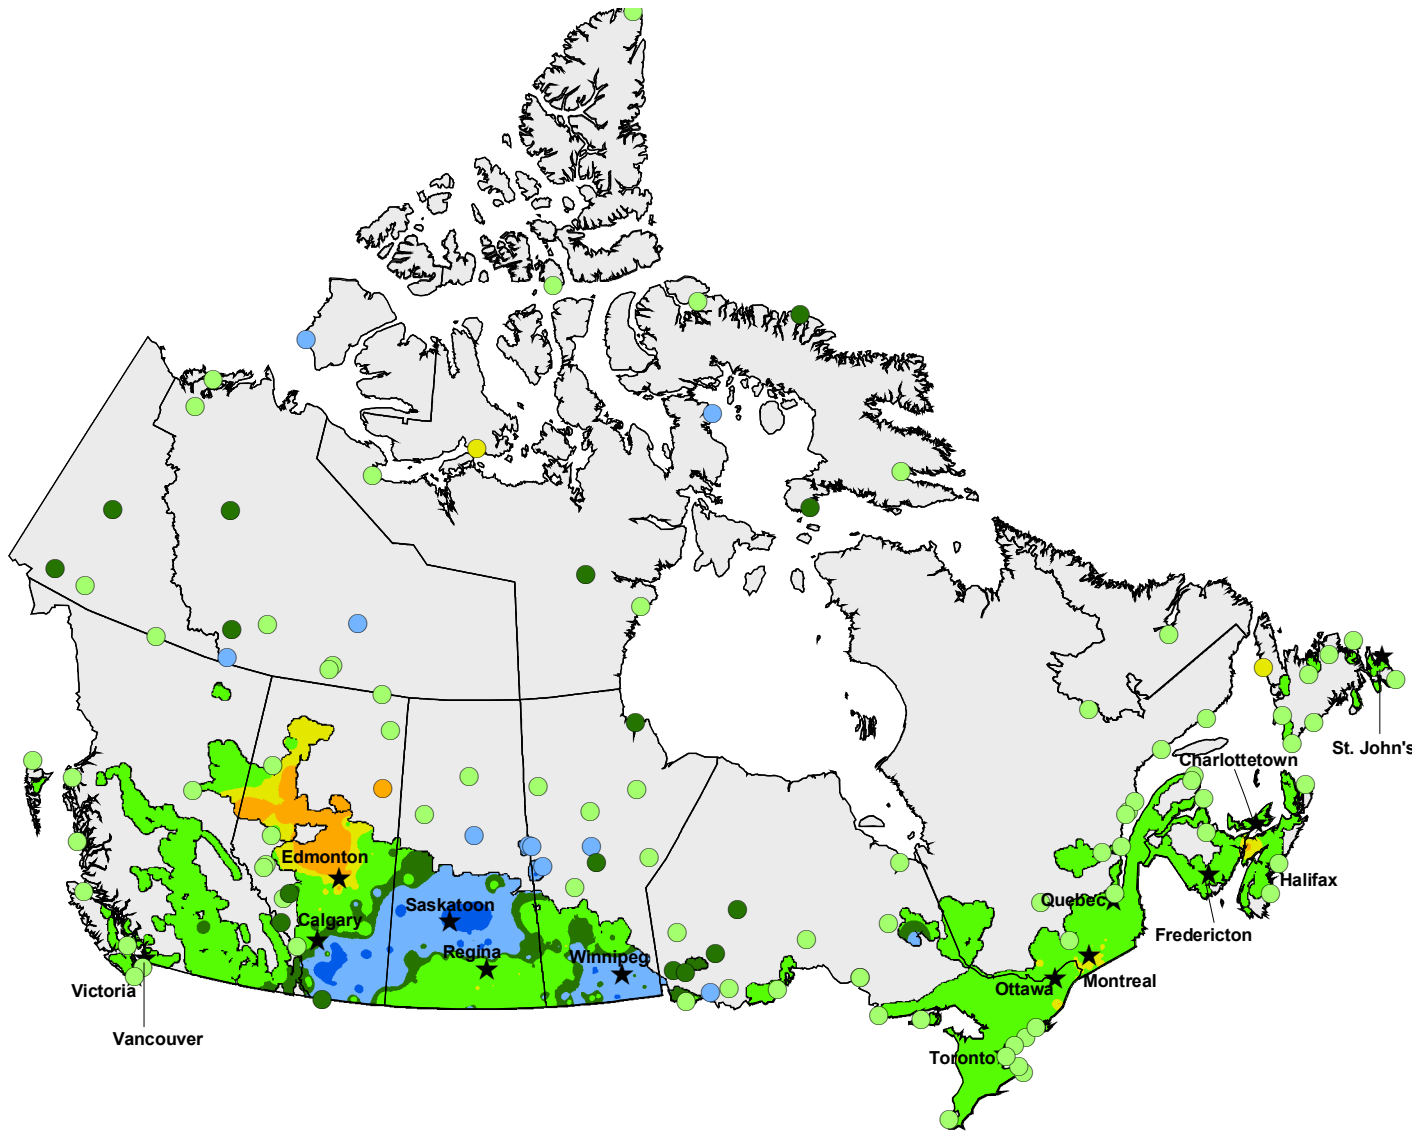 St. John's
Charlottetown
Edmonton
Halifax
Quebec
Saskatoon
Calgary
Fredericton
Regina
Winnipeg
Montreal
Ottawa
Victoria
Vancouver
Toronto